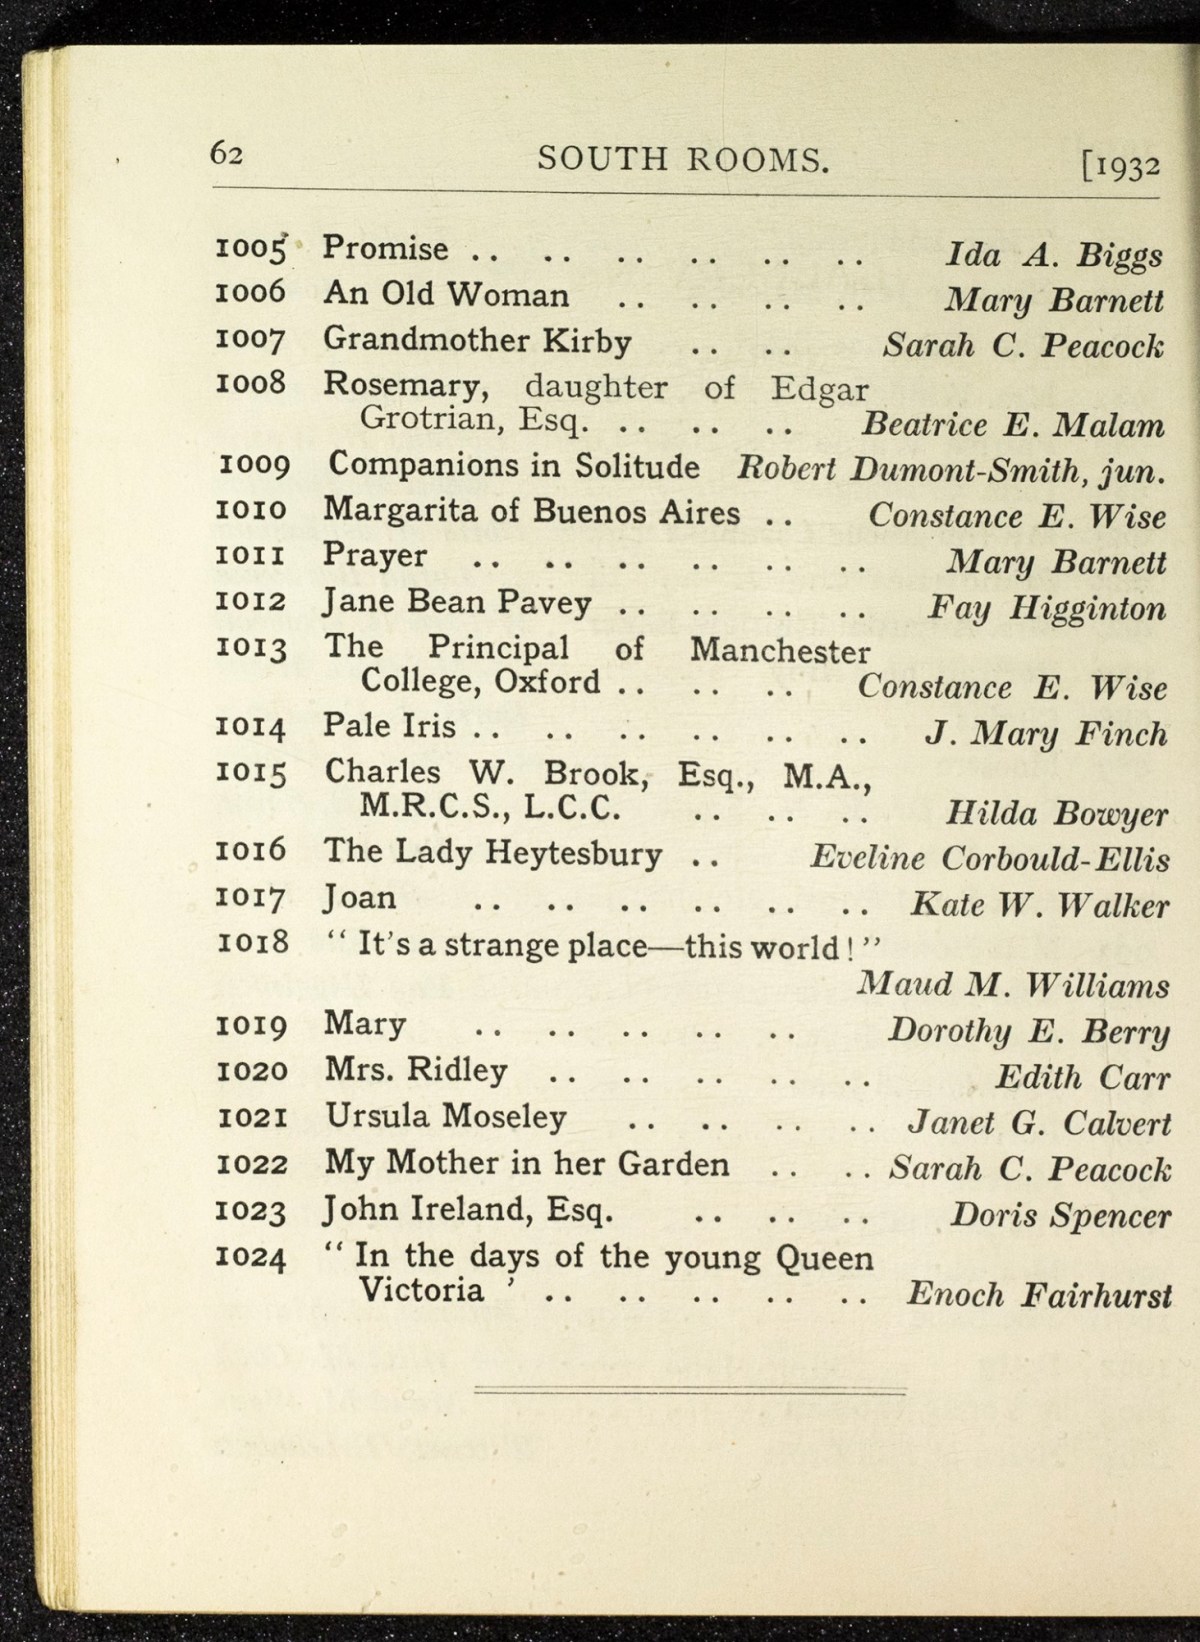 62 SOUTH ROOMS. [1932
1005 Promise .. .. .. .. .. .. Ida A. Biggs
1006 An Old Woman .. .. .. .. Mary Barnett
1007 Grandmother Kirby .. .. Sarah C. Peacock
1008 Rosemary, daughter of Edgar
Grotrian, Esq. .. .. .. Beatrice E. Malam
1009 Companions in Solitude Robert Dumont-Smith, jun.
1010 Margarita of Buenos Aires .. Constance E. Wise
1011 Prayer .. .. .. .. .. .. Mary Barnett
1012 Jane Bean Pavey .. .. .. .. Fay Higginton
1013 The Principal of Manchester
College, Oxford .. .. .. Constance E. Wise
1014 Pale Iris .. .. .. .. .. .. J. Mary Finch
1015 Charles W. Brook, Esq., M.A.,
M.R.C.S., L.C.C. .. .. .. Hilda Bowyer
1016 The Lady Heytesbury .. Eveline Corbould-Ellis
1017 Joan .. .. .. .. .. .. Kate W. Walker
1018 “ It’s a strange place—this world ! ”
Maud M. Williams
1019 Mary .. .. .. .. .. Dorothy E. Berry
1020 Mrs. Ridley .. .. .. .. .. Edith Carr
1021 Ursula Moseley .. .. .. .. Janet G. Calvert
1022 My Mother in her Garden .. .. Sarah C. Peacock
1023 John Ireland, Esq. .. .. .. Doris Spencer
1024 “ In the days of the young Queen
Victoria ’ .. .. .. .. .. Enoch Fairhurst